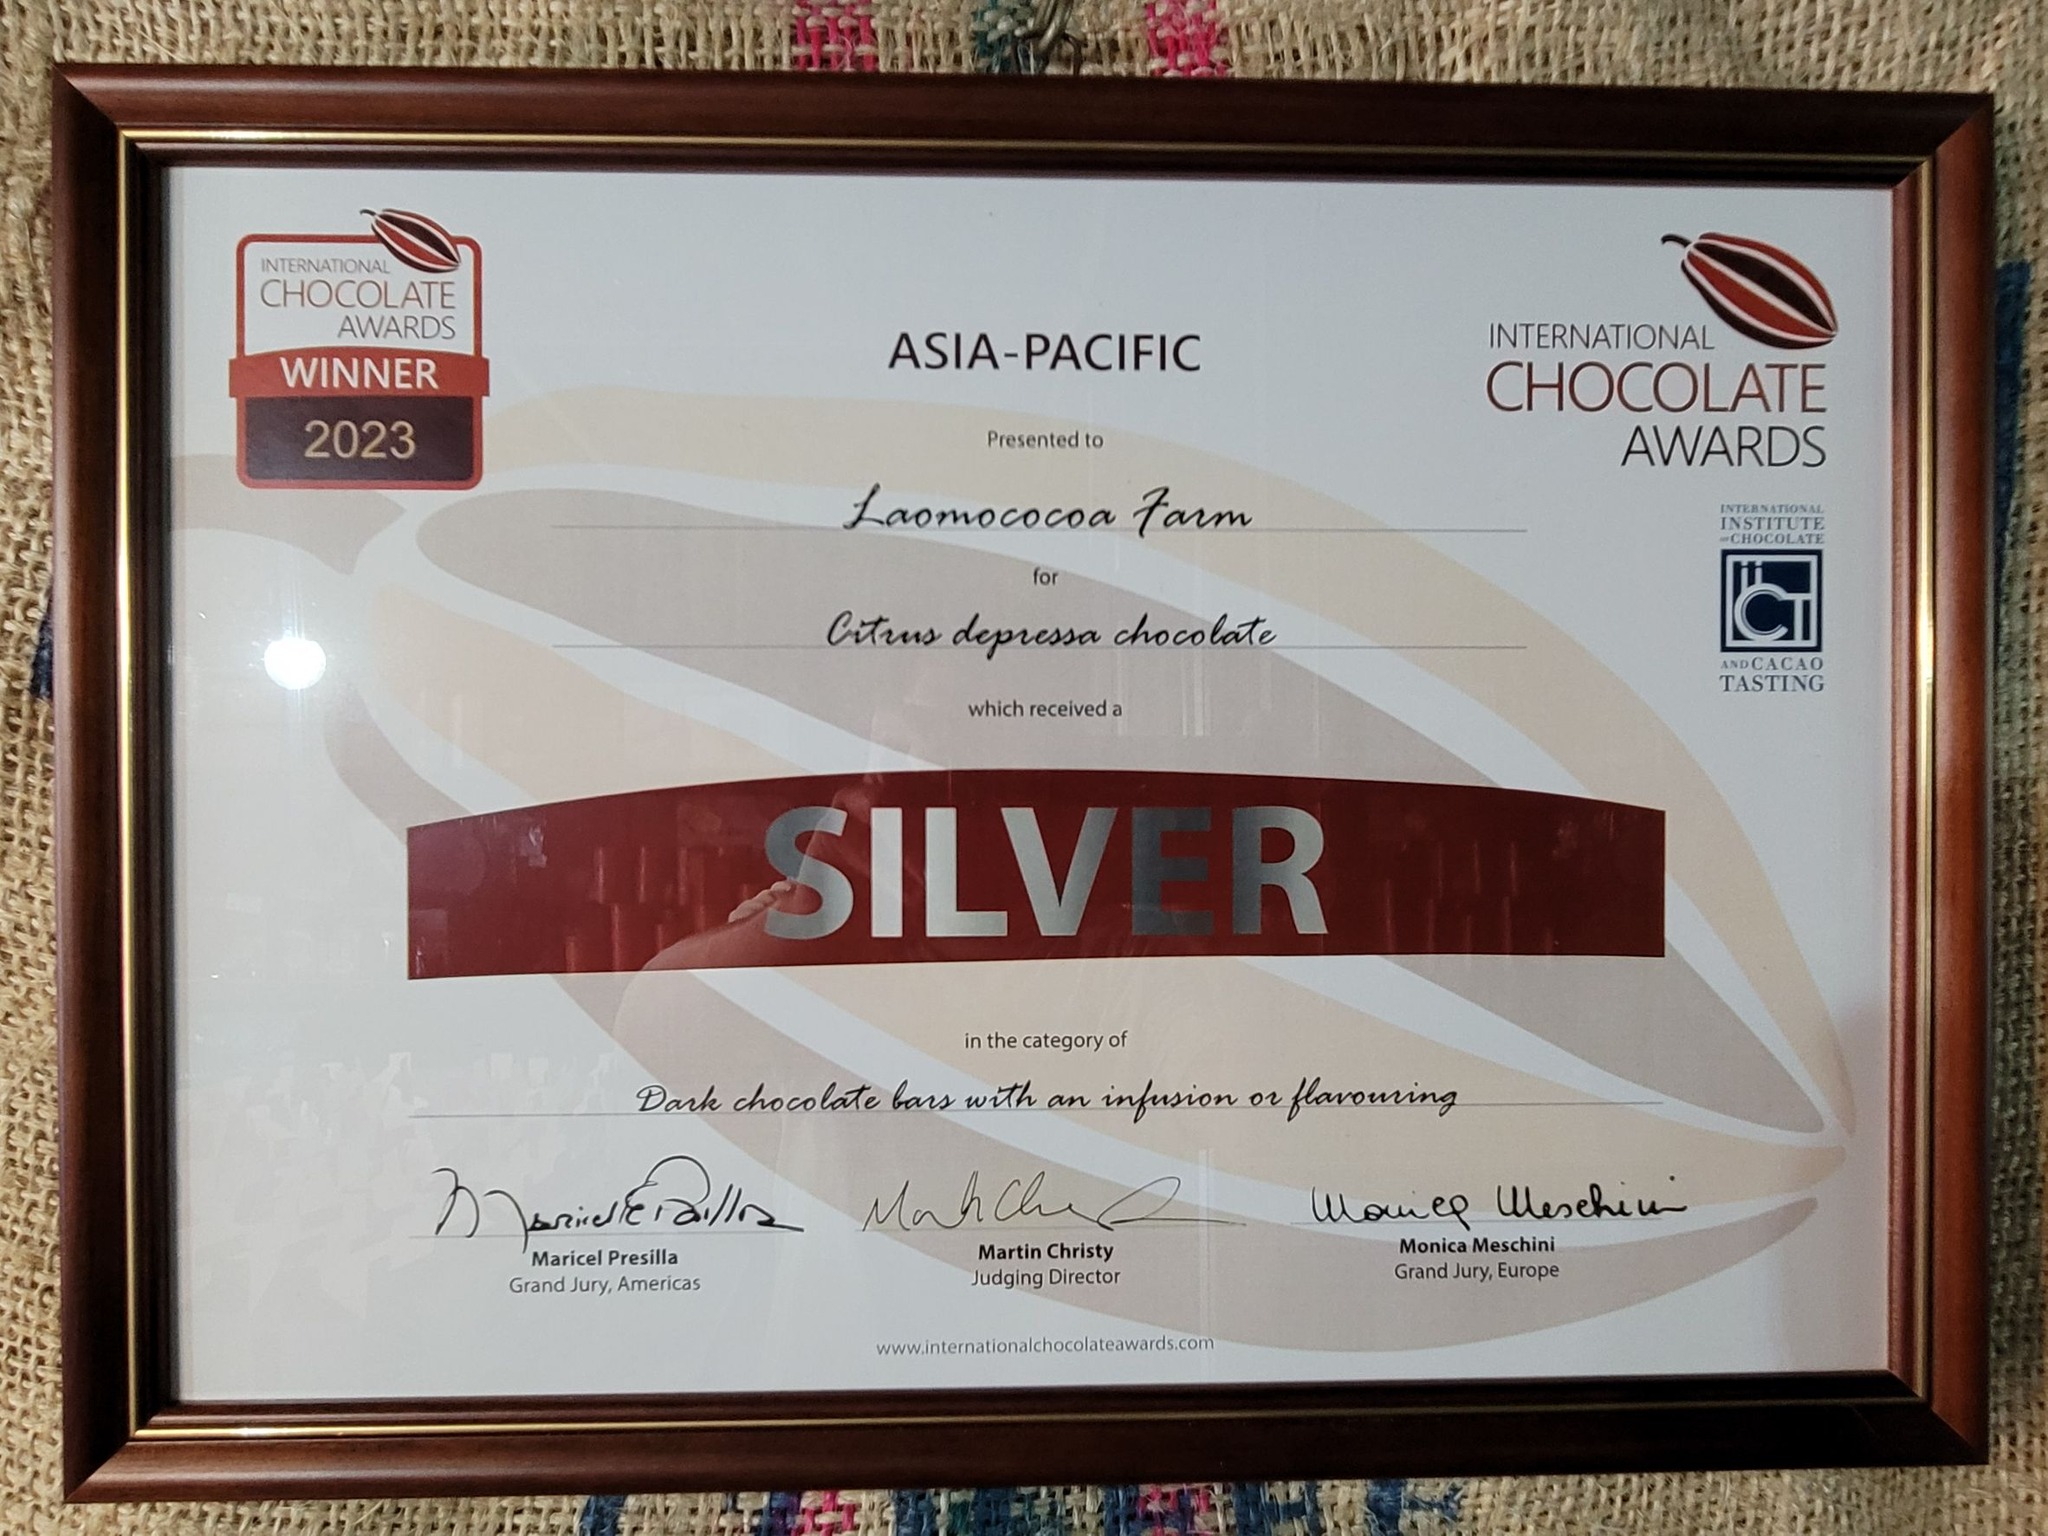 INTERNATIONAL
CHOCOLATE
AWARDS
WINNER
2023
ASIA-PACIFIC
INTERNATIONAL
CHOCOLATE
AWARDS
Presented to
Laomococoa Farm
for
Citrus depressa chocolate
which received a
INTERNATIONAL
INSTITUTE
OF CHOCOLATE
iiCCT
AND CACAO
TASTING
SILVER
in the category of
Dark chocolate bars with an infusion or flavouring
Maricel Presilla
Grand Jury, Americas
Martin Christy
Judging Director
Monica Meschini
Monica Meschini
Grand Jury, Europe
www.internationalchocolateawards.com